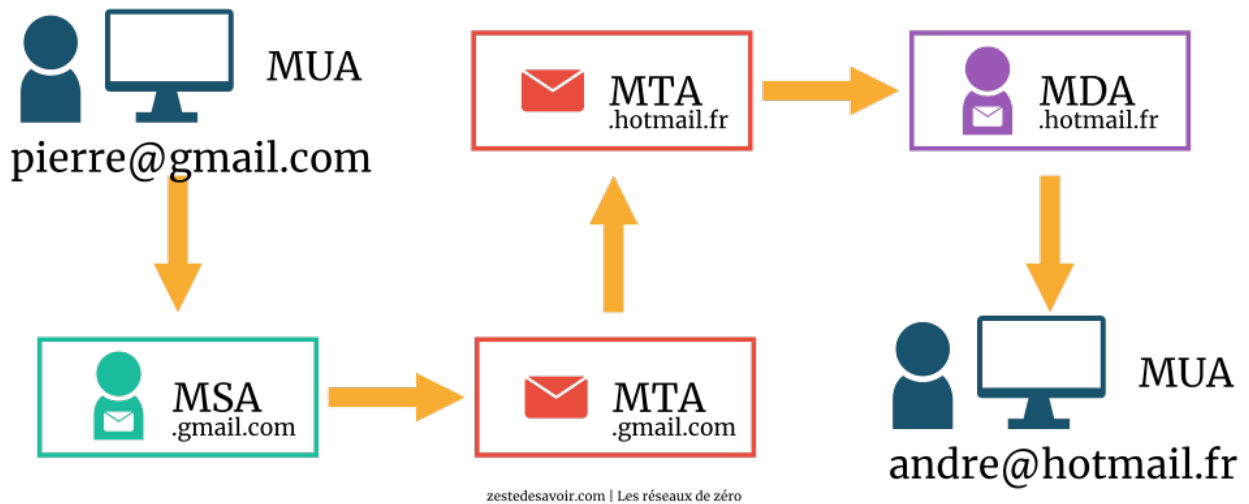 MUA
pierre@gmail.com
MSA
.gmail.com
MTA
.gmail.com
MTA
.hotmail.fr
MDA
.hotmail.fr
MUA
andre@hotmail.fr
zestedesavoir.com | Les réseaux de zéro